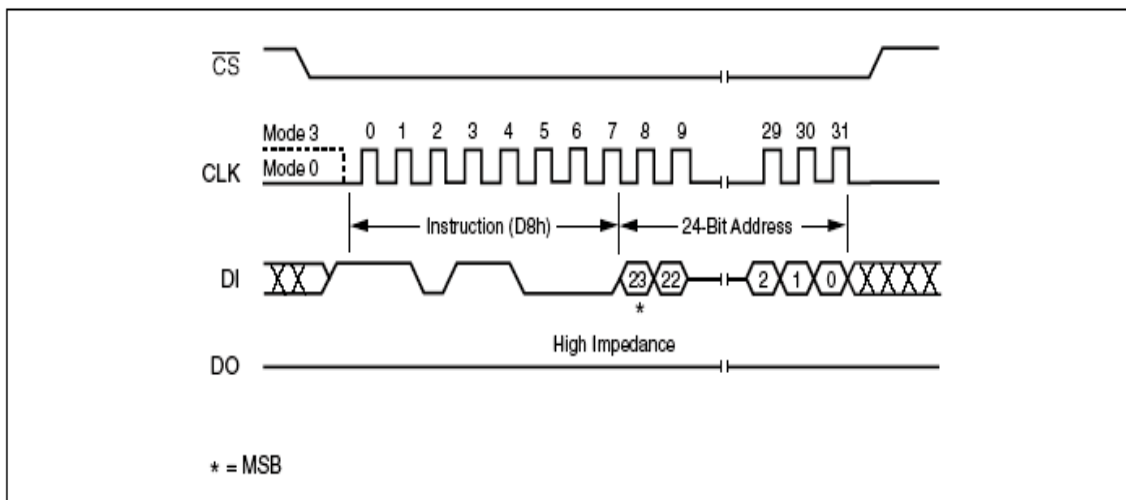 CS
Mode 3 0 1 2 3 4 5 6 7 8 9 29 30 31
CLK Mode 0
Instruction (D8h) 24-Bit Address
DI 23 22 2 1 0
*
High Impedance
DO
* = MSB